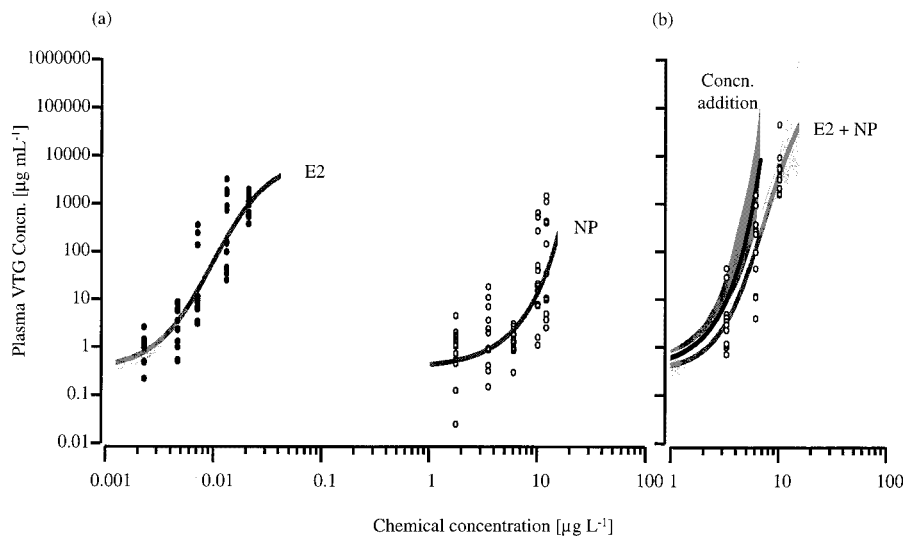 (a)
(b)
1000000
100000
10000
1000
100
10
1
0.1
0.01
Plasma VTG Concn. [µg mL-1]
E2
NP
Concn.
addition
E2 + NP
0.001
0.01
0.1
1
10
100
1
10
100
Chemical concentration [µg L-1]